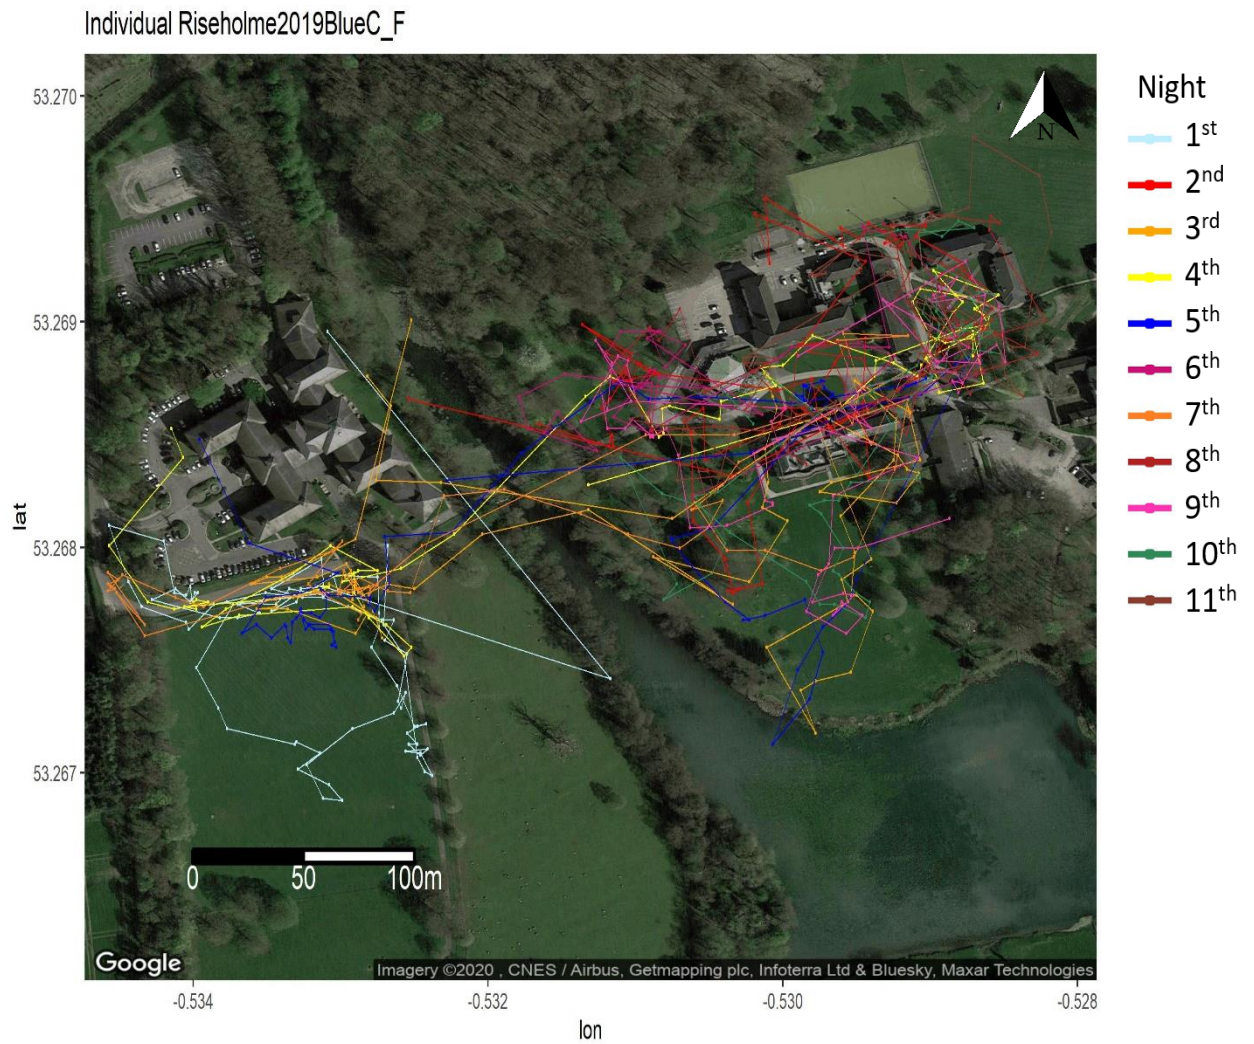 Individual Riseholme2019BlueC_F
53.270
53.269
53.268
53.267
lat
-0.534
-0.532
-0.530
-0.528
lon
N
0 50 100m
Google
Imagery ©2020 , CNES / Airbus, Getmapping plc, Infoterra Ltd & Bluesky, Maxar Technologies
Night
1st
2nd
3rd
4th
5th
6th
7th
8th
9th
10th
11th